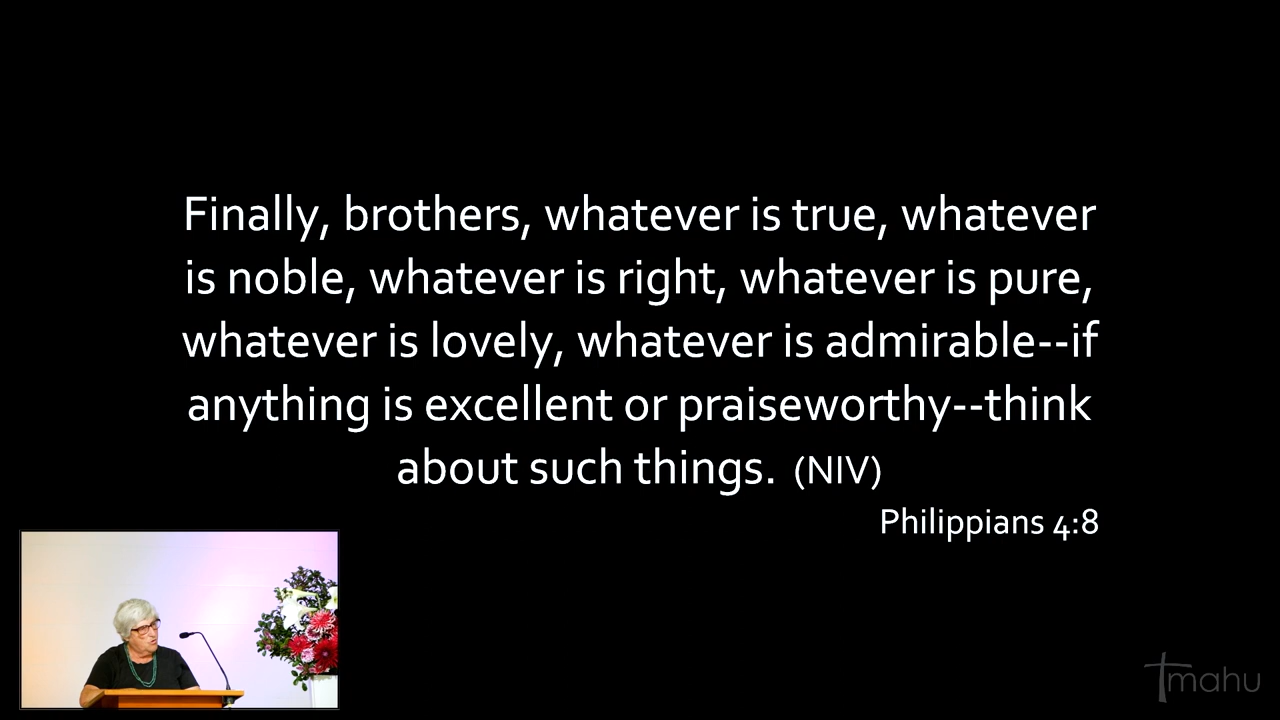 Finally, brothers, whatever is true, whatever
is noble, whatever is right, whatever is pure,
whatever is lovely, whatever is admirable--if
anything is excellent or praiseworthy--think
about such things. (NIV)
Philippians 4:8
mahu